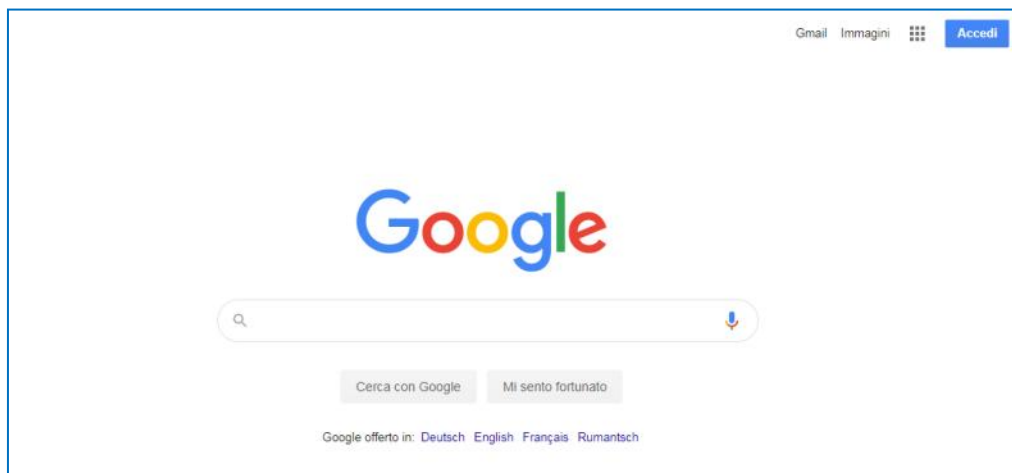 Gmail Immagini Accedi
Google
Cerca con Google Mi sento fortunato
Google offerto in: Deutsch English Français Rumantsch